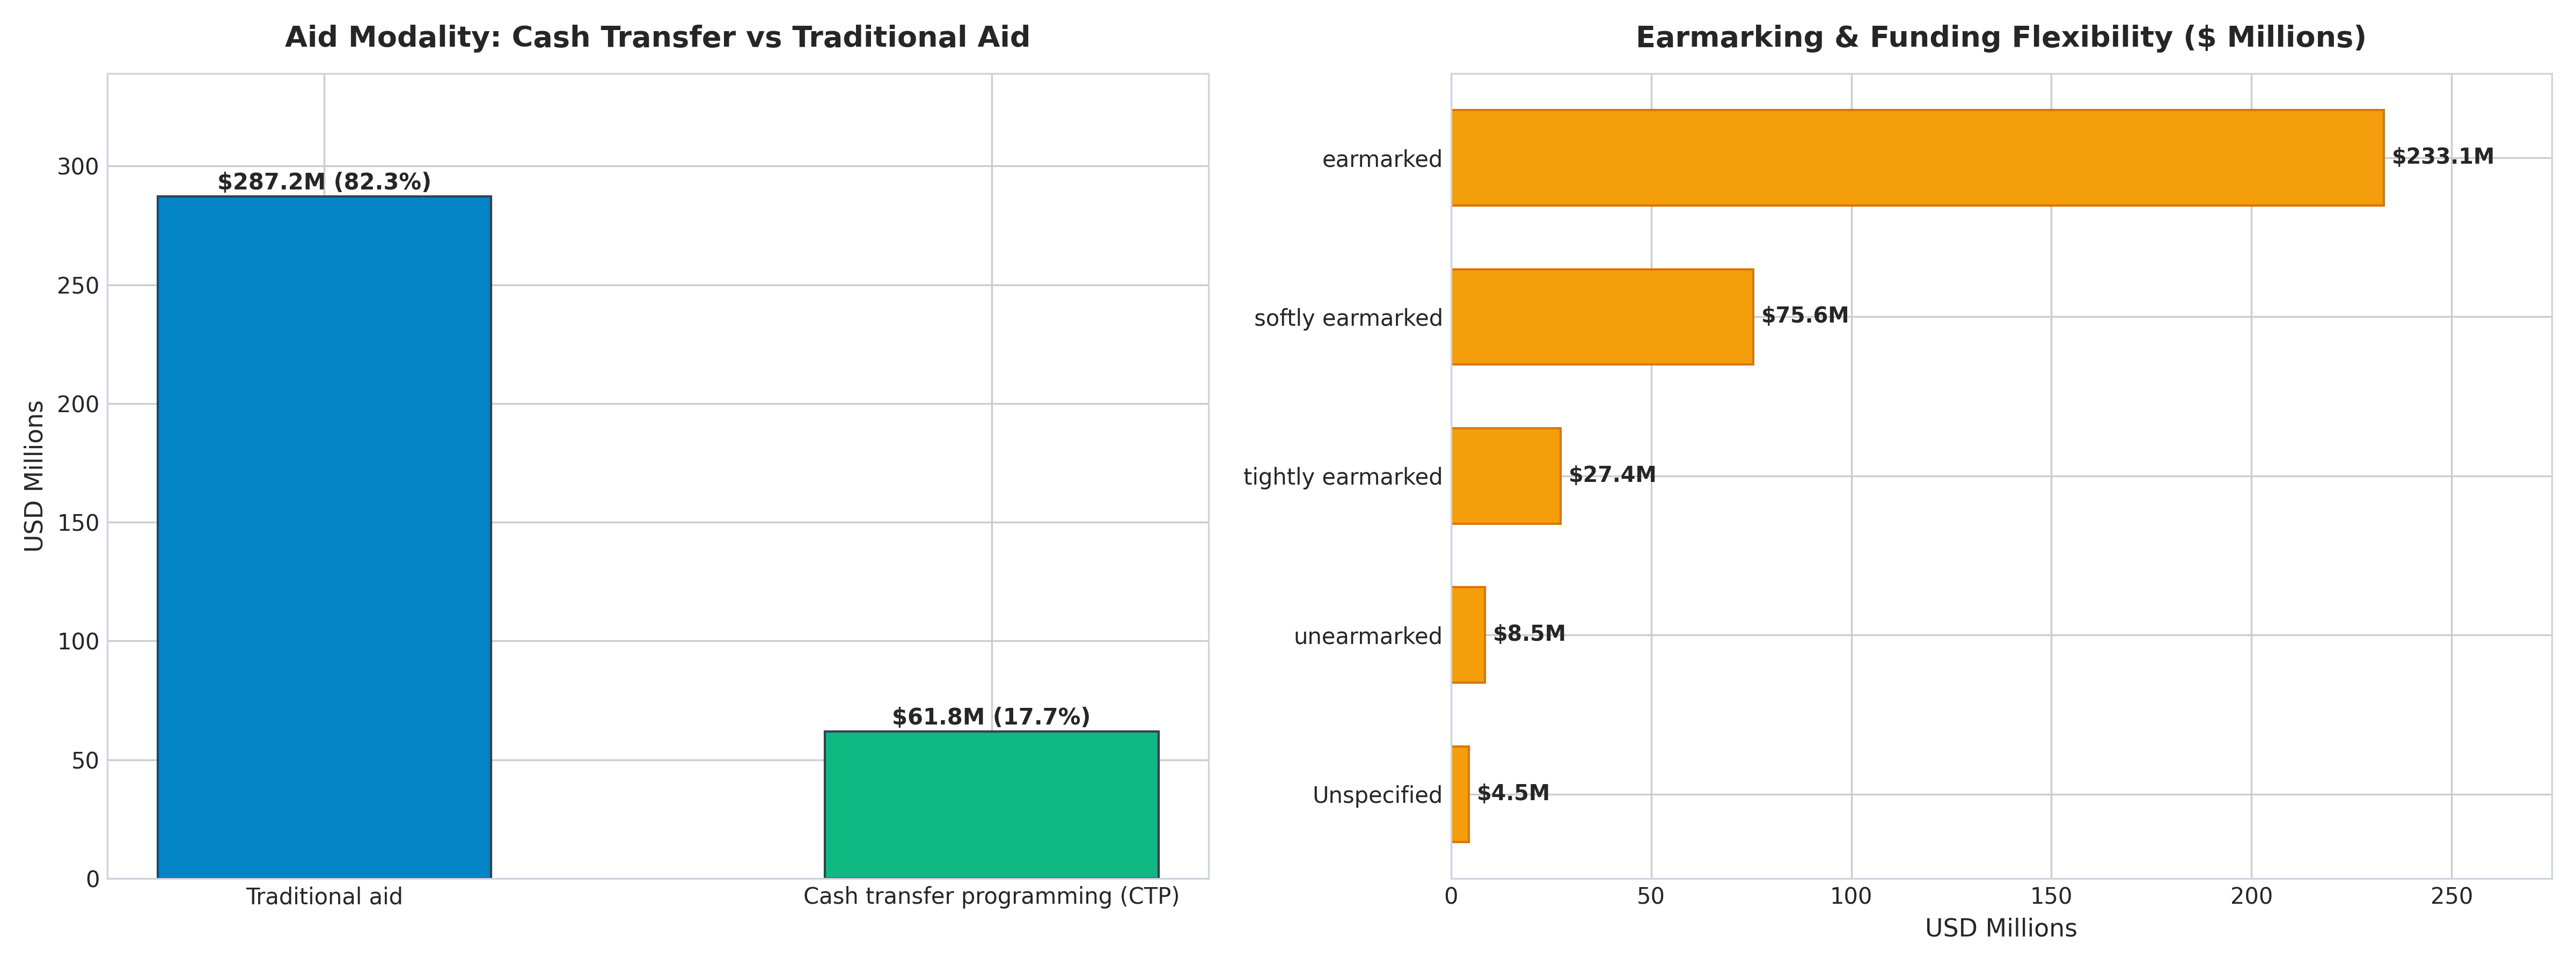 Aid Modality: Cash Transfer vs Traditional Aid
USD Millions
300
250
200
150
100
50
0
$287.2M (82.3%)
$61.8M (17.7%)
Traditional aid
Cash transfer programming (CTP)
Earmarking & Funding Flexibility ($ Millions)
earmarked
$233.1M
softly earmarked
$75.6M
tightly earmarked
$27.4M
unearmarked
$8.5M
Unspecified
$4.5M
0
50
100
150
200
250
USD Millions